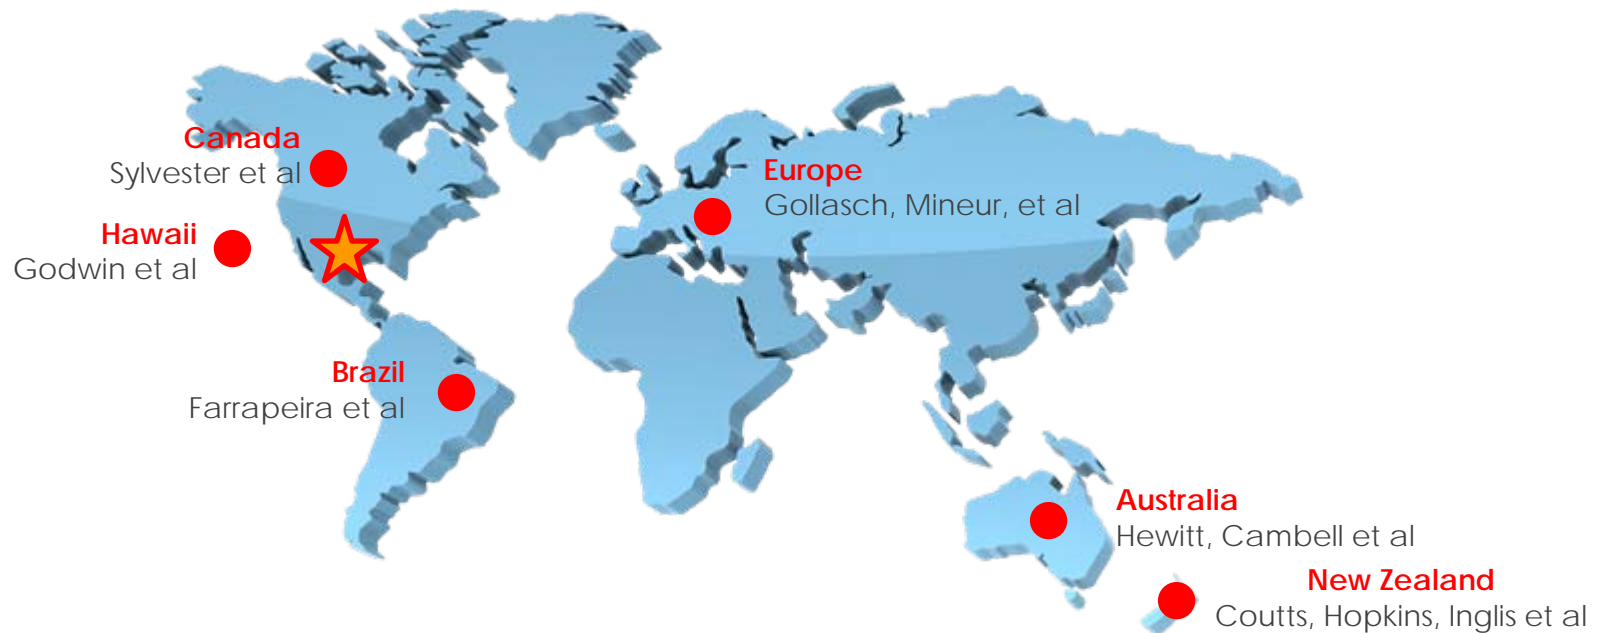 Canada
Sylvester et al
Hawaii
Godwin et al
Europe
Gollasch, Mineur, et al
Brazil
Farrapeira et al
Australia
Hewitt, Cambell et al
New Zealand
Coutts, Hopkins, Inglis et al